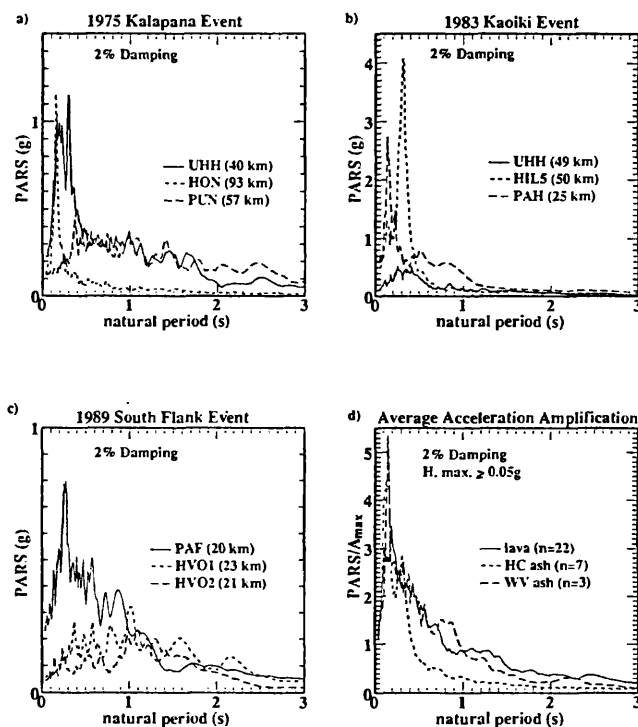 a) 1975 Kalapana Event
2% Damping
PARS (g)
1
0
UHH (40 km)
HON (93 km)
PUN (57 km)
0 1 2 3
natural period (s)
b) 1983 Kaoiki Event
2% Damping
PARS (g)
4
3
2
1
0
UHH (49 km)
HIL5 (50 km)
PAH (25 km)
0 1 2 3
natural period (s)
c) 1989 South Flank Event
2% Damping
PARS (g)
1
0
PAF (20 km)
HVO1 (23 km)
HVO2 (21 km)
0 1 2 3
natural period (s)
d) Average Acceleration Amplification
2% Damping
H. max. ≥ 0.05g
PARS/Amax
5
4
3
2
1
0
lava (n=22)
HC ash (n=7)
WV ash (n=3)
0 1 2 3
natural period (s)